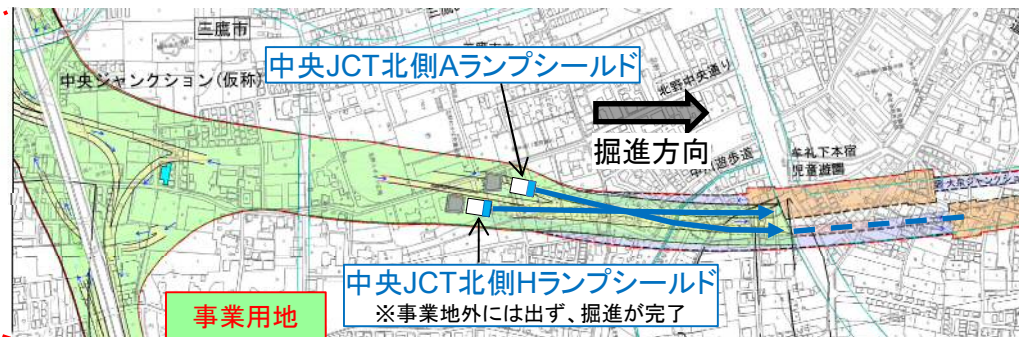 三鷹市
中央JCT北側Aランプシールド
中央ジャンクション(仮称)
北野中央通り
掘進方向
牟礼下本宿
児童遊園
中央JCT北側Hランプシールド
※事業地外には出ず、掘進が完了
事業用地